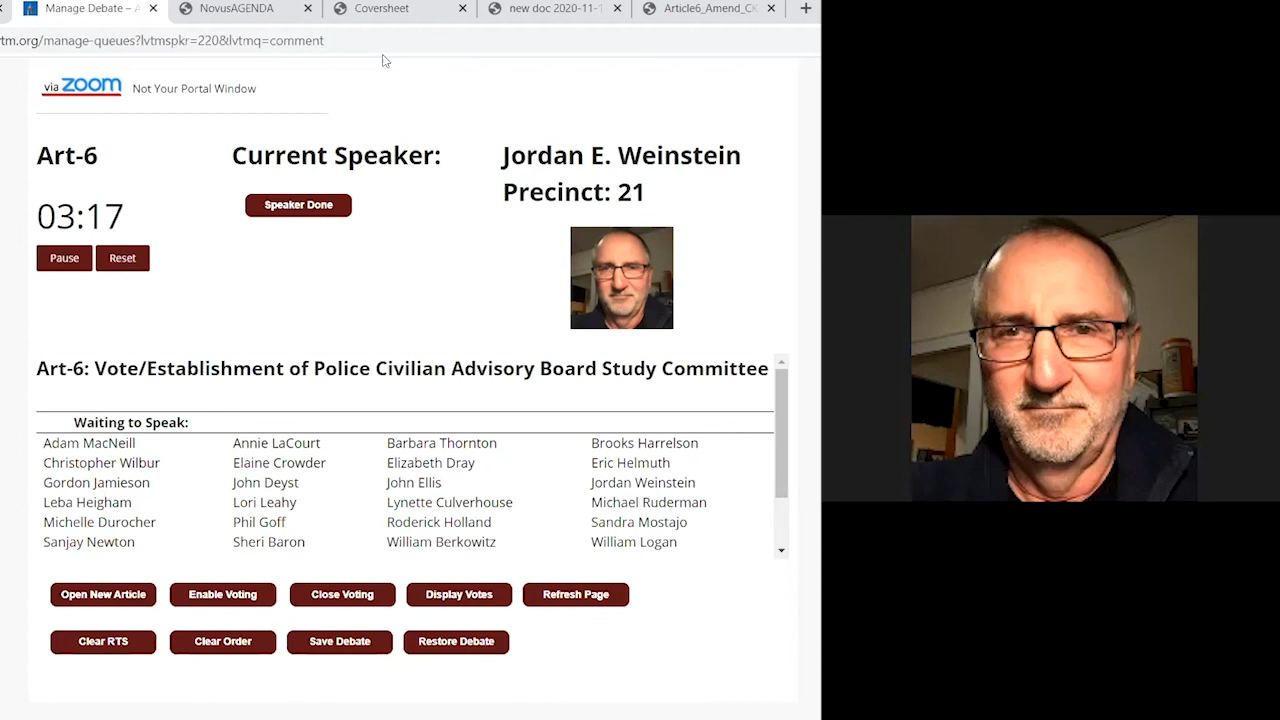 Manage Debate – A
NovusAGENDA
Coversheet
new doc 2020-11-1
Article6_Amend_CK
tm.org/manage-queues?lvtmspkr=220&lvtmq=comment
via zoom Not Your Portal Window
Art-6
Current Speaker:
Jordan E. Weinstein
Precinct: 21
Speaker Done
03:17
Pause
Reset
Art-6: Vote/Establishment of Police Civilian Advisory Board Study Committee
Waiting to Speak:
Adam MacNeill Annie LaCourt Barbara Thornton Brooks Harrelson
Christopher Wilbur Elaine Crowder Elizabeth Dray Eric Helmuth
Gordon Jamieson John Deyst John Ellis Jordan Weinstein
Leba Heigham Lori Leahy Lynette Culverhouse Michael Ruderman
Michelle Durocher Phil Goff Roderick Holland Sandra Mostajo
Sanjay Newton Sheri Baron William Berkowitz William Logan
Open New Article Enable Voting Close Voting Display Votes Refresh Page
Clear RTS Clear Order Save Debate Restore Debate